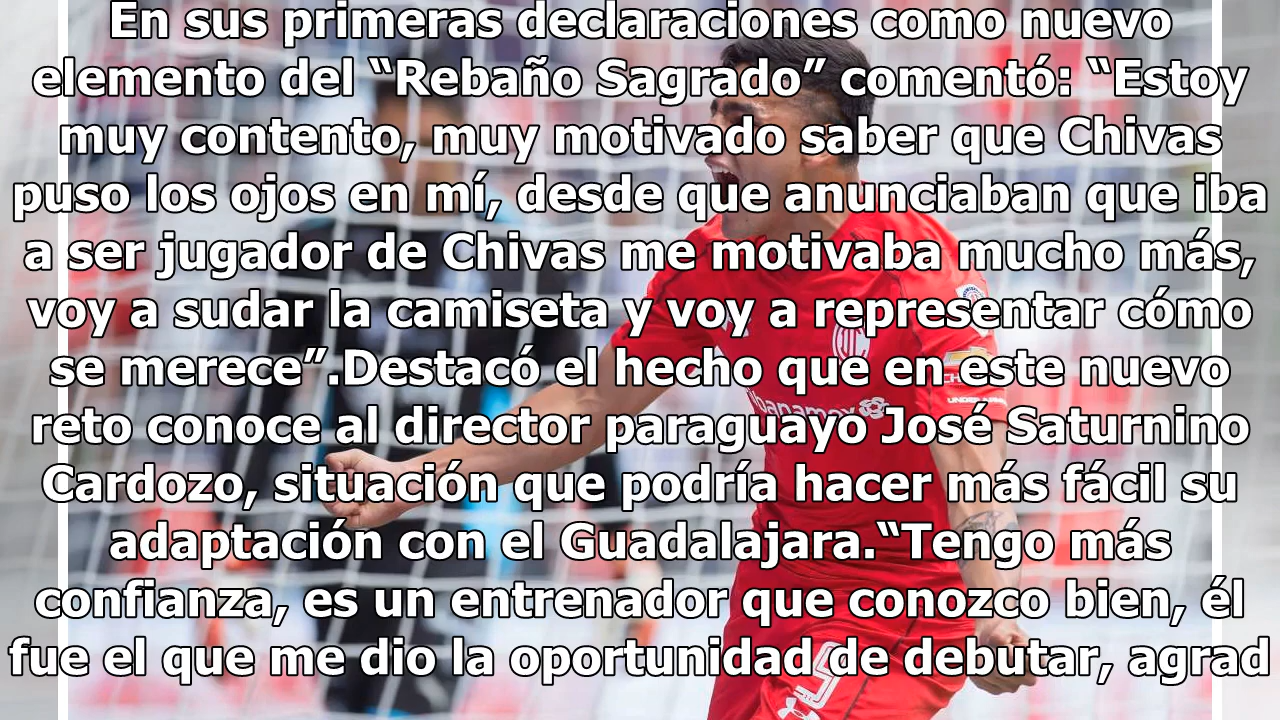 En sus primeras declaraciones como nuevo
elemento del “Rebaño Sagrado” comentó: “Estoy
muy contento, muy motivado saber que Chivas
puso los ojos en mí, desde que anunciaban que iba
a ser jugador de Chivas me motivaba mucho más,
voy a sudar la camiseta y voy a representar cómo
se merece”.Destacó el hecho que en este nuevo
reto conoce al director paraguayo José Saturnino
Cardozo, situación que podría hacer más fácil su
adaptación con el Guadalajara.“Tengo más
confianza, es un entrenador que conozco bien, él
fue el que me dio la oportunidad de debutar, agrad
banamex
UNDER ARMOUR
5